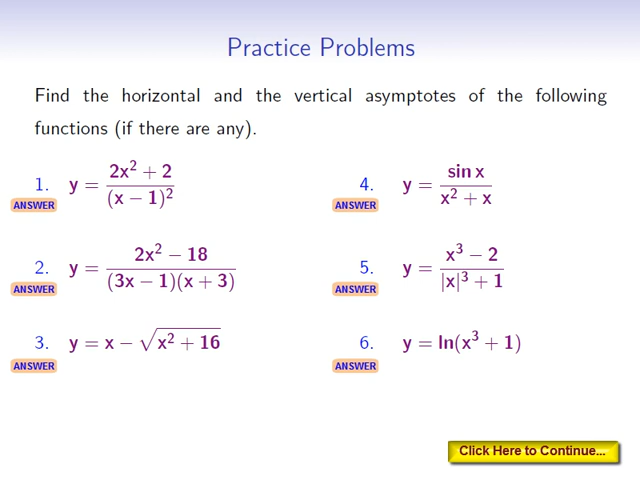 Practice Problems
Find the horizontal and the vertical asymptotes of the following
functions (if there are any).
1. y = (2x² + 2) / (x − 1)²
ANSWER
2. y = (2x² − 18) / ((3x − 1)(x + 3))
ANSWER
3. y = x − √(x² + 16)
ANSWER
4. y = sin x / (x² + x)
ANSWER
5. y = (x³ − 2) / (|x|³ + 1)
ANSWER
6. y = ln(x³ + 1)
ANSWER
Click Here to Continue...